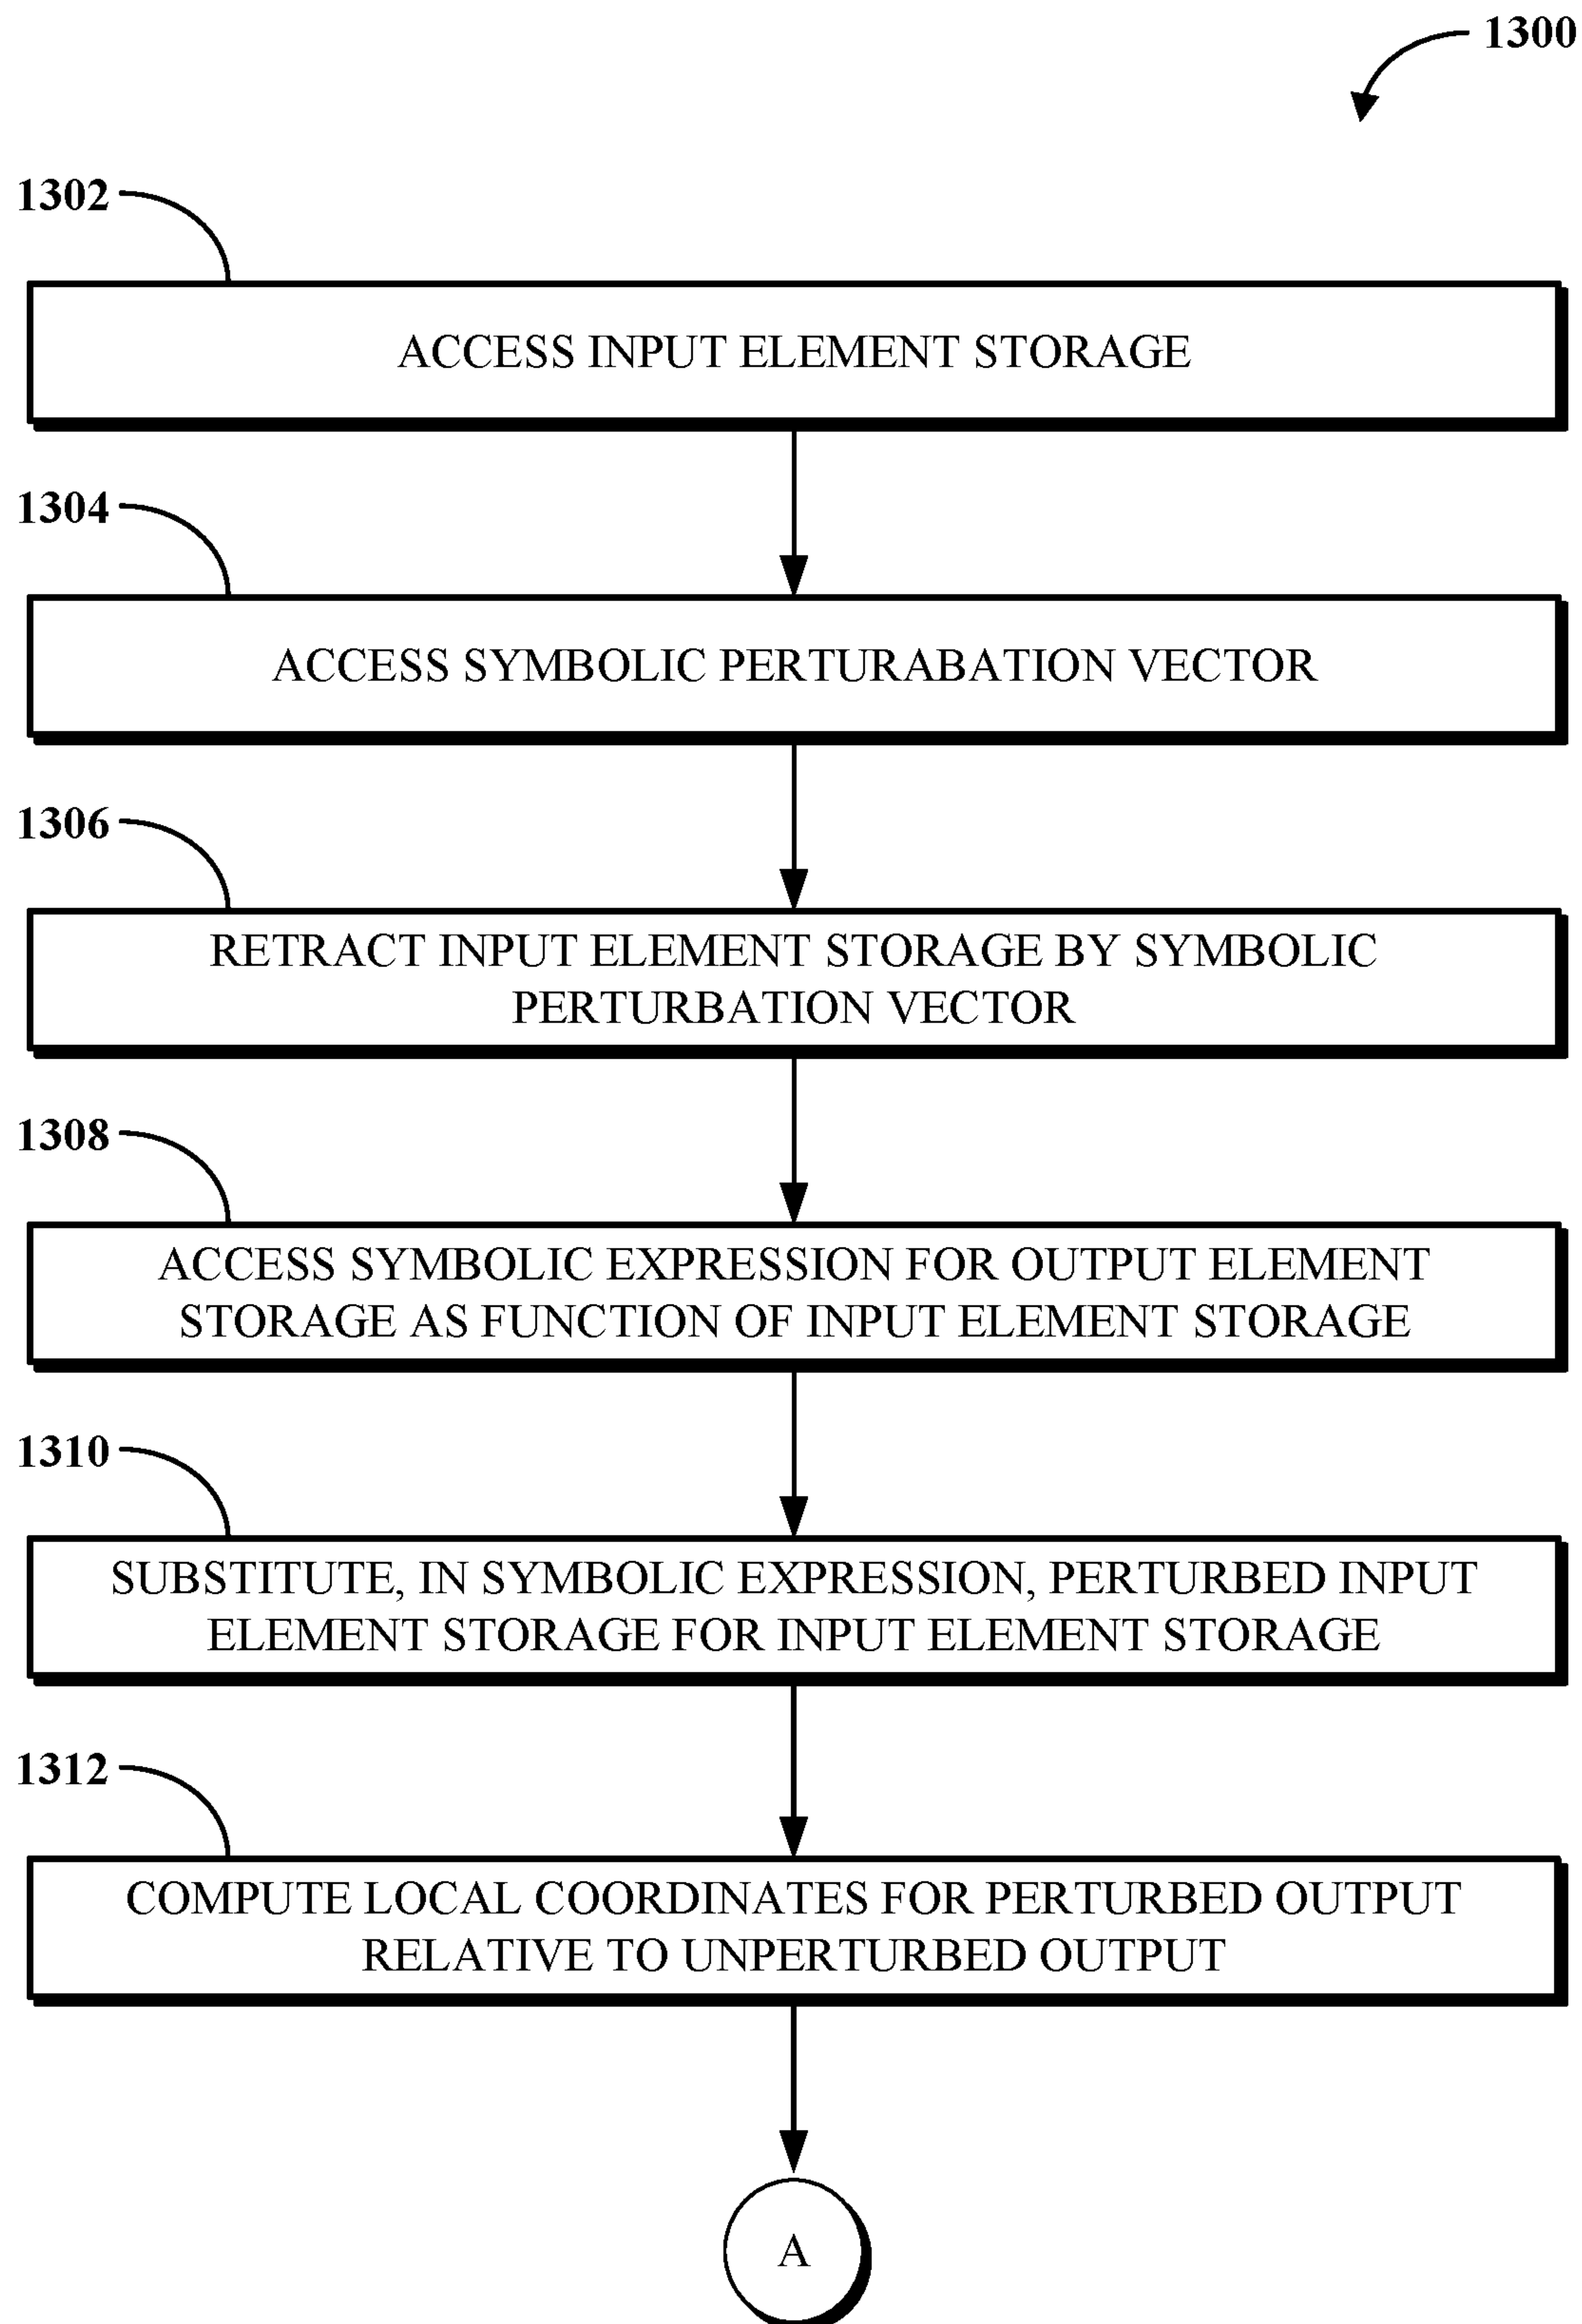 1300
1302
ACCESS INPUT ELEMENT STORAGE
1304
ACCESS SYMBOLIC PERTURABATION VECTOR
1306
RETRACT INPUT ELEMENT STORAGE BY SYMBOLIC
PERTURBATION VECTOR
1308
ACCESS SYMBOLIC EXPRESSION FOR OUTPUT ELEMENT
STORAGE AS FUNCTION OF INPUT ELEMENT STORAGE
1310
SUBSTITUTE, IN SYMBOLIC EXPRESSION, PERTURBED INPUT
ELEMENT STORAGE FOR INPUT ELEMENT STORAGE
1312
COMPUTE LOCAL COORDINATES FOR PERTURBED OUTPUT
RELATIVE TO UNPERTURBED OUTPUT
A